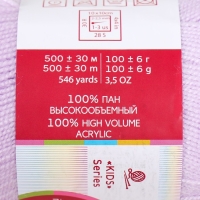 500 ± 30 м 100 ± 6 г
500 ± 30 m 100 ± 6 g
546 yards 3,5 OZ
100% ПАН
ВЫСОКООБЪЕМНЫЙ
100% HIGH VOLUME
ACRYLIC
«KIDS»
Series